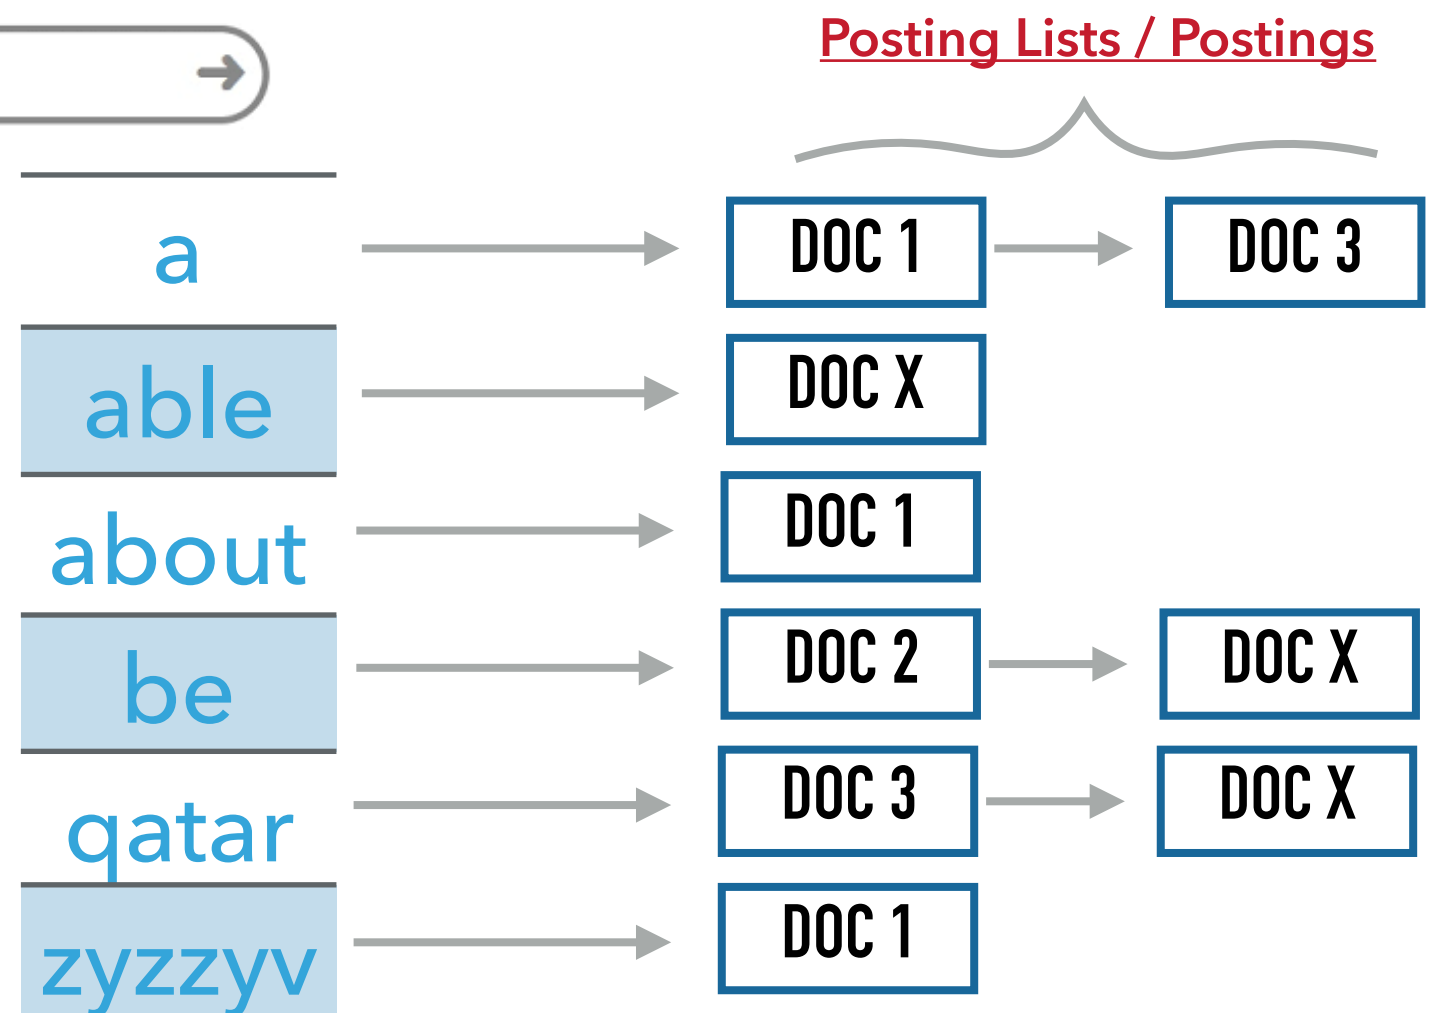 Posting Lists / Postings
a DOC 1 DOC 3
able DOC X
about DOC 1
be DOC 2 DOC X
qatar DOC 3 DOC X
zyzzyv DOC 1